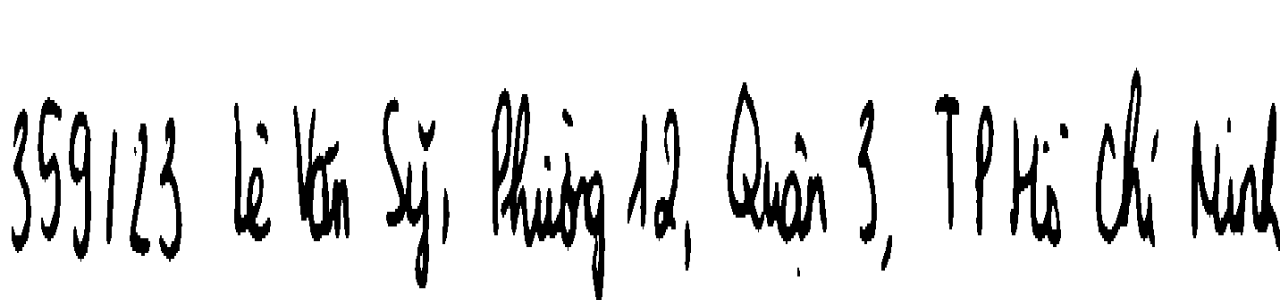 359/23 Lê Văn Sỹ, Phường 12, Quận 3, TP Hồ Chí Minh